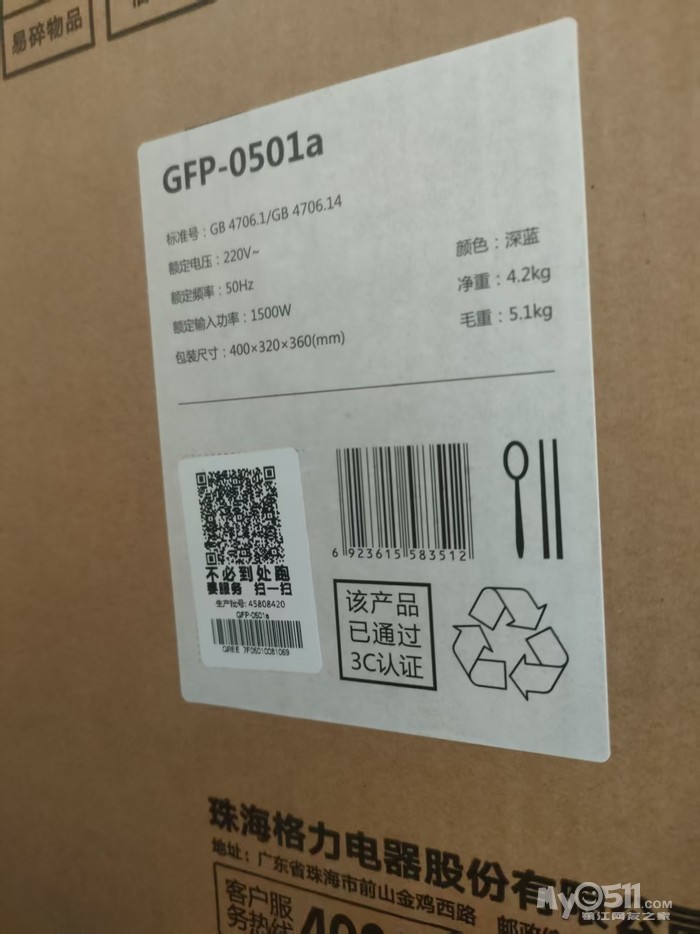 易碎物品
GFP-0501a
标准号：GB 4706.1/GB 4706.14
额定电压：220V~
额定频率：50Hz
额定输入功率：1500W
包装尺寸：400×320×360(mm)
颜色：深蓝
净重：4.2kg
毛重：5.1kg
不必到处跑
要服务 扫一扫
生产批号: 45808420
GFP-0501a
GREE 7F05010081069
6 923615 583512
该产品
已通过
3C认证
珠海格力电器股份有限公司
地址：广东省珠海市前山金鸡西路
客户服
务热线
邮政
MyO511.com
镇江网友之家